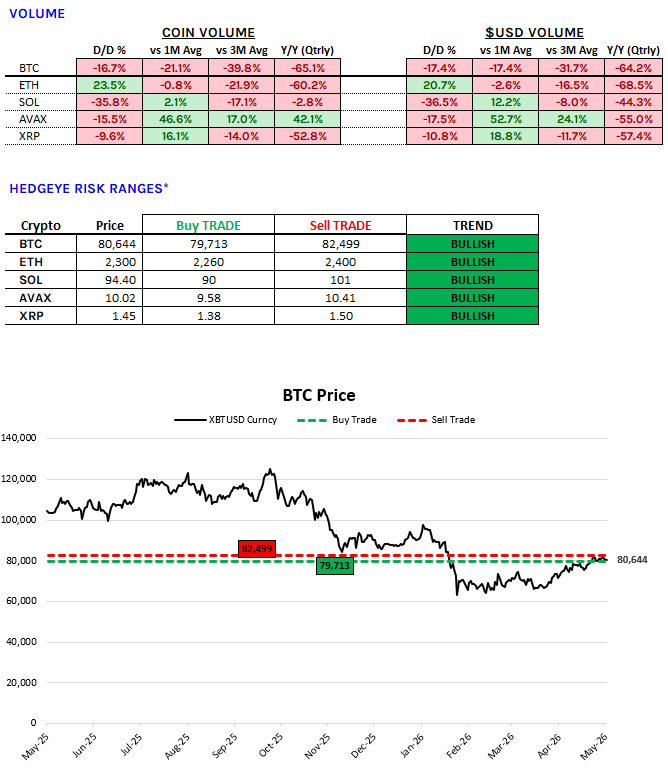 VOLUME
COIN VOLUME $USD VOLUME
D/D % vs 1M Avg vs 3M Avg Y/Y (Qtrly) D/D % vs 1M Avg vs 3M Avg Y/Y (Qtrly)
BTC -16.7% -21.1% -39.8% -65.1% -17.4% -17.4% -31.7% -64.2%
ETH 23.5% -0.8% -21.9% -60.2% 20.7% -2.6% -16.5% -68.5%
SOL -35.8% 2.1% -17.1% -2.8% -36.5% 12.2% -8.0% -44.3%
AVAX -15.5% 46.6% 17.0% 42.1% -17.5% 52.7% 24.1% -55.0%
XRP -9.6% 16.1% -14.0% -52.8% -10.8% 18.8% -11.7% -57.4%
HEDGEYE RISK RANGES*
Crypto Price Buy TRADE Sell TRADE TREND
BTC 80,644 79,713 82,499 BULLISH
ETH 2,300 2,260 2,400 BULLISH
SOL 94.40 90 101 BULLISH
AVAX 10.02 9.58 10.41 BULLISH
XRP 1.45 1.38 1.50 BULLISH
BTC Price
XBTUSD Curncy Buy Trade Sell Trade
140,000
120,000
100,000
80,000
60,000
40,000
20,000
0
82,499
79,713
80,644
May-25 Jun-25 Jul-25 Aug-25 Sep-25 Oct-25 Nov-25 Dec-25 Jan-26 Feb-26 Mar-26 Apr-26 May-26